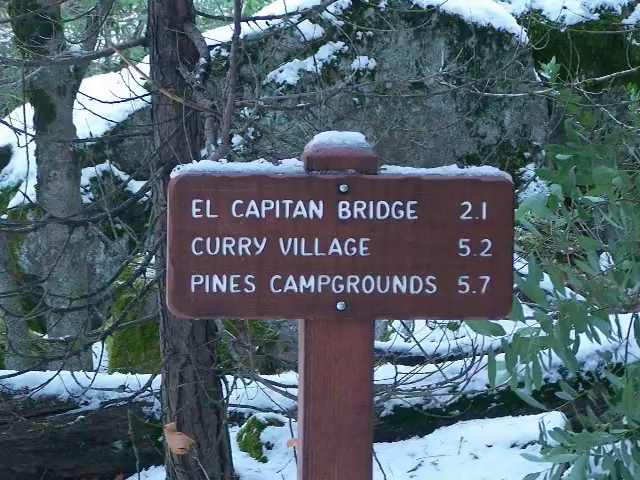 EL CAPITAN BRIDGE 2.1
CURRY VILLAGE 5.2
PINES CAMPGROUNDS 5.7